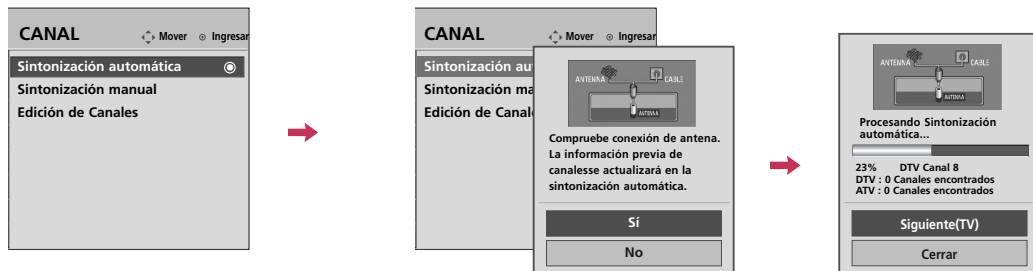 CANAL Mover Ingresar
Sintonización automática
Sintonización manual
Edición de Canales
CANAL Mover Ingresar
Sintonización au
Sintonización ma
Edición de Canal
ANTENNA CABLE
ANTENNA
Compruebe conexión de antena.
La información previa de
canalesse actualizará en la
sintonización automática.
Sí
No
ANTENNA CABLE
ANTENNA
Procesando Sintonización
automática...
23% DTV Canal 8
DTV : 0 Canales encontrados
ATV : 0 Canales encontrados
Siguiente(TV)
Cerrar